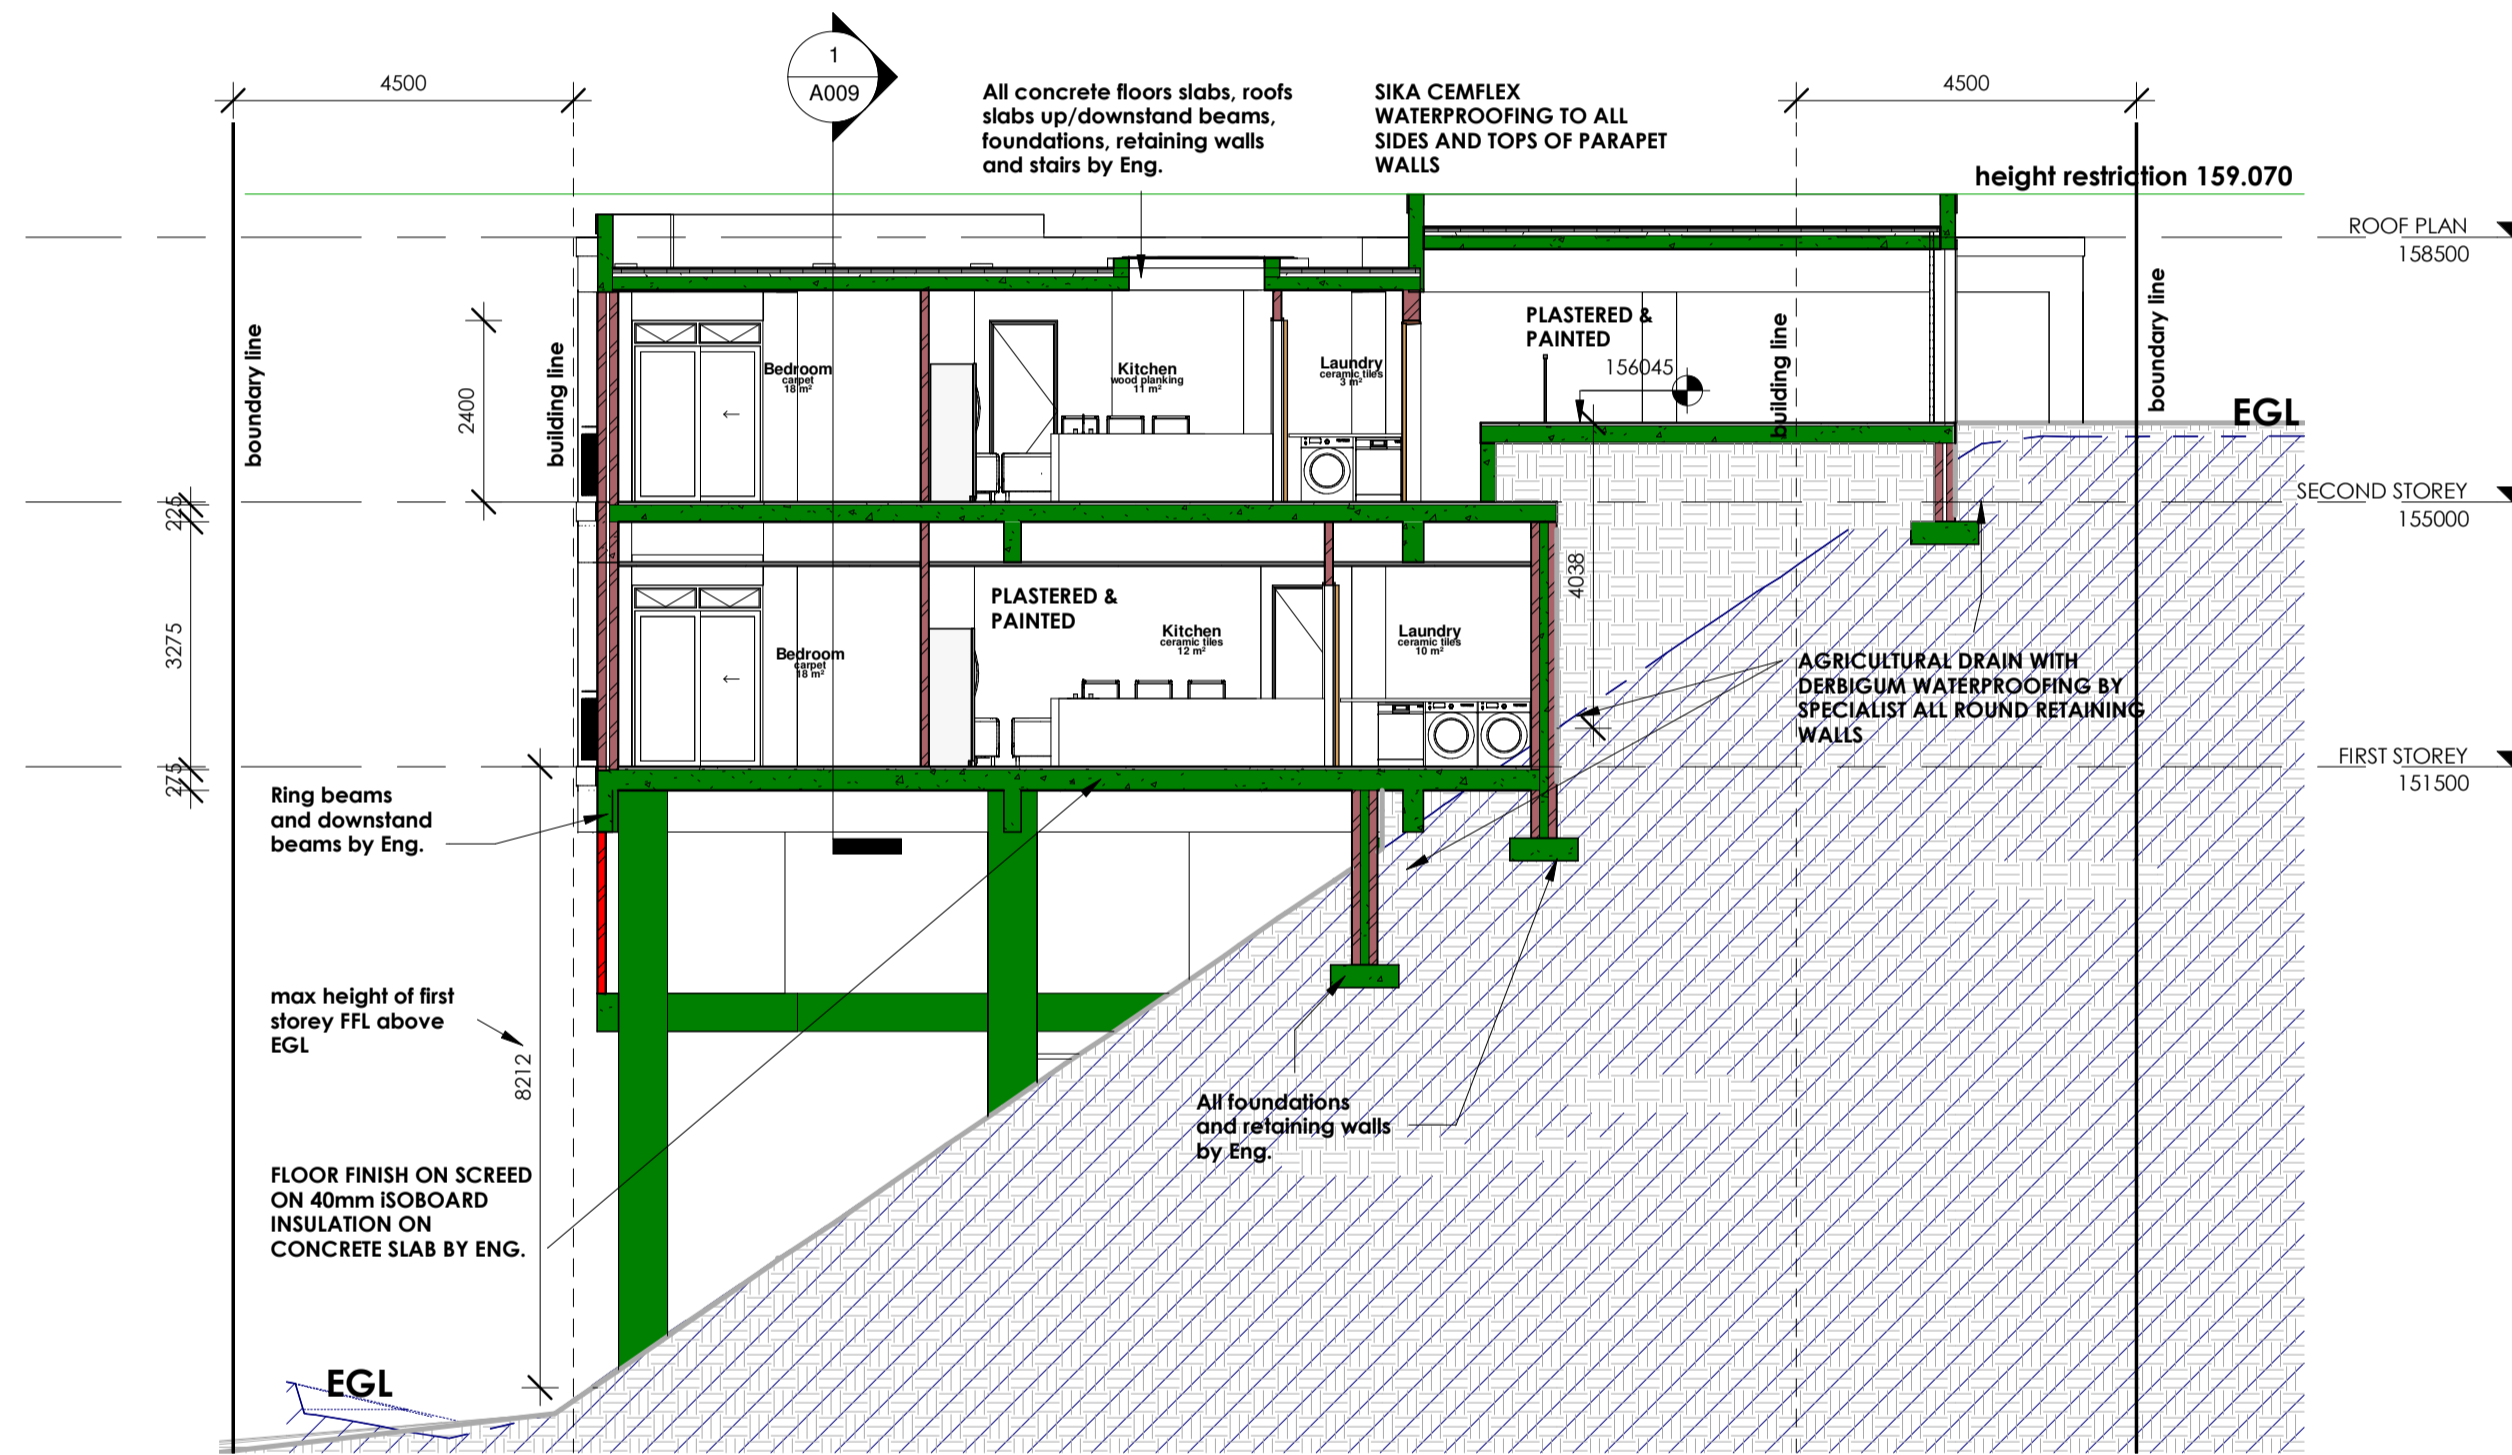 1
A009
4500
4500
All concrete floors slabs, roofs
slabs up/downstand beams,
foundations, retaining walls
and stairs by Eng.
SIKA CEMFLEX
WATERPROOFING TO ALL
SIDES AND TOPS OF PARAPET
WALLS
height restriction 159.070
ROOF PLAN
158500
boundary line
building line
2400
Bedroom
carpet
18 m²
Kitchen
wood planking
11 m²
Laundry
ceramic tiles
3 m²
PLASTERED &
PAINTED
156045
building line
boundary line
EGL
SECOND STOREY
155000
225
3275
275
Bedroom
carpet
18 m²
PLASTERED &
PAINTED
Kitchen
ceramic tiles
12 m²
Laundry
ceramic tiles
10 m²
4038
AGRICULTURAL DRAIN WITH
DERBIGUM WATERPROOFING BY
SPECIALIST ALL ROUND RETAINING
WALLS
FIRST STOREY
151500
Ring beams
and downstand
beams by Eng.
max height of first
storey FFL above
EGL
8212
All foundations
and retaining walls
by Eng.
FLOOR FINISH ON SCREED
ON 40mm iSOBOARD
INSULATION ON
CONCRETE SLAB BY ENG.
EGL